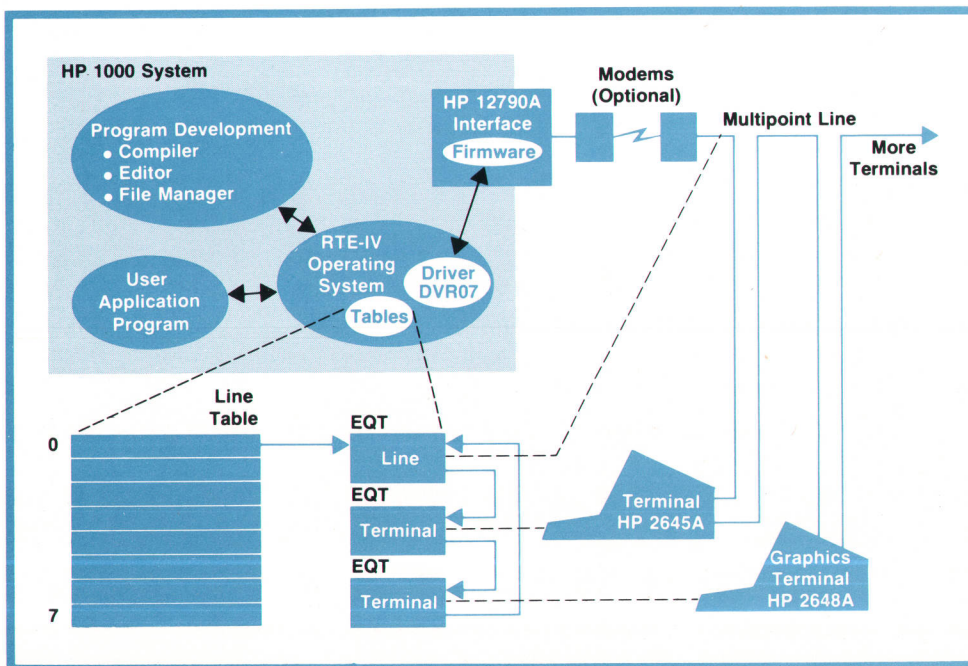 HP 1000 System
Program Development
• Compiler
• Editor
• File Manager
User
Application
Program
RTE-IV
Operating
System
Driver
DVR07
Tables
HP 12790A
Interface
Firmware
Modems
(Optional)
Multipoint Line
More
Terminals
Line
Table
0
7
EQT
Line
EQT
Terminal
EQT
Terminal
Terminal
HP 2645A
Graphics
Terminal
HP 2648A